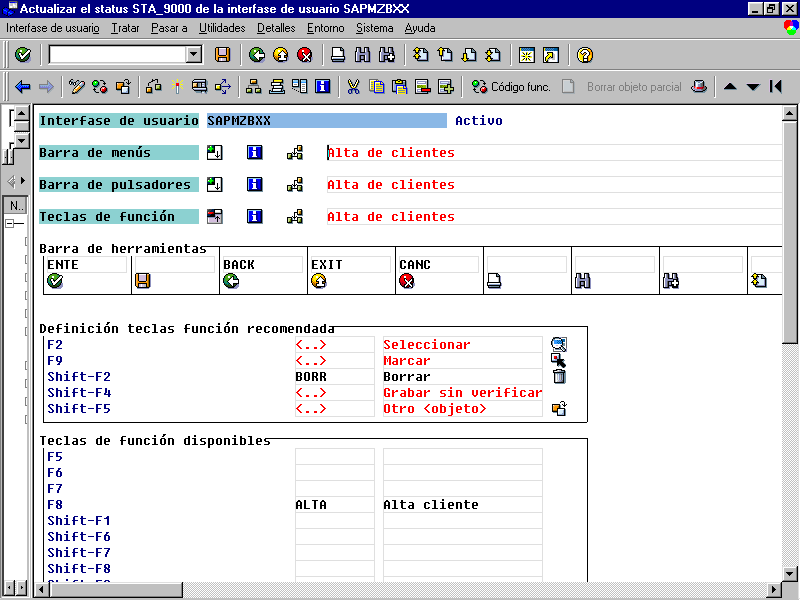 Actualizar el status STA_9000 de la interfase de usuario SAPMZBXX
Interfase de usuario Tratar Pasar a Utilidades Detalles Entorno Sistema Ayuda
Código func. Borrar objeto parcial
Interfase de usuario SAPMZBXX Activo
Barra de menús Alta de clientes
Barra de pulsadores Alta de clientes
Teclas de función Alta de clientes
N..
Barra de herramientas
ENTE BACK EXIT CANC
Definición teclas función recomendada
F2 <..> Seleccionar
F9 <..> Marcar
Shift-F2 BORR Borrar
Shift-F4 <..> Grabar sin verificar
Shift-F5 <..> Otro <objeto>
Teclas de función disponibles
F5
F6
F7
F8 ALTA Alta cliente
Shift-F1
Shift-F6
Shift-F7
Shift-F8